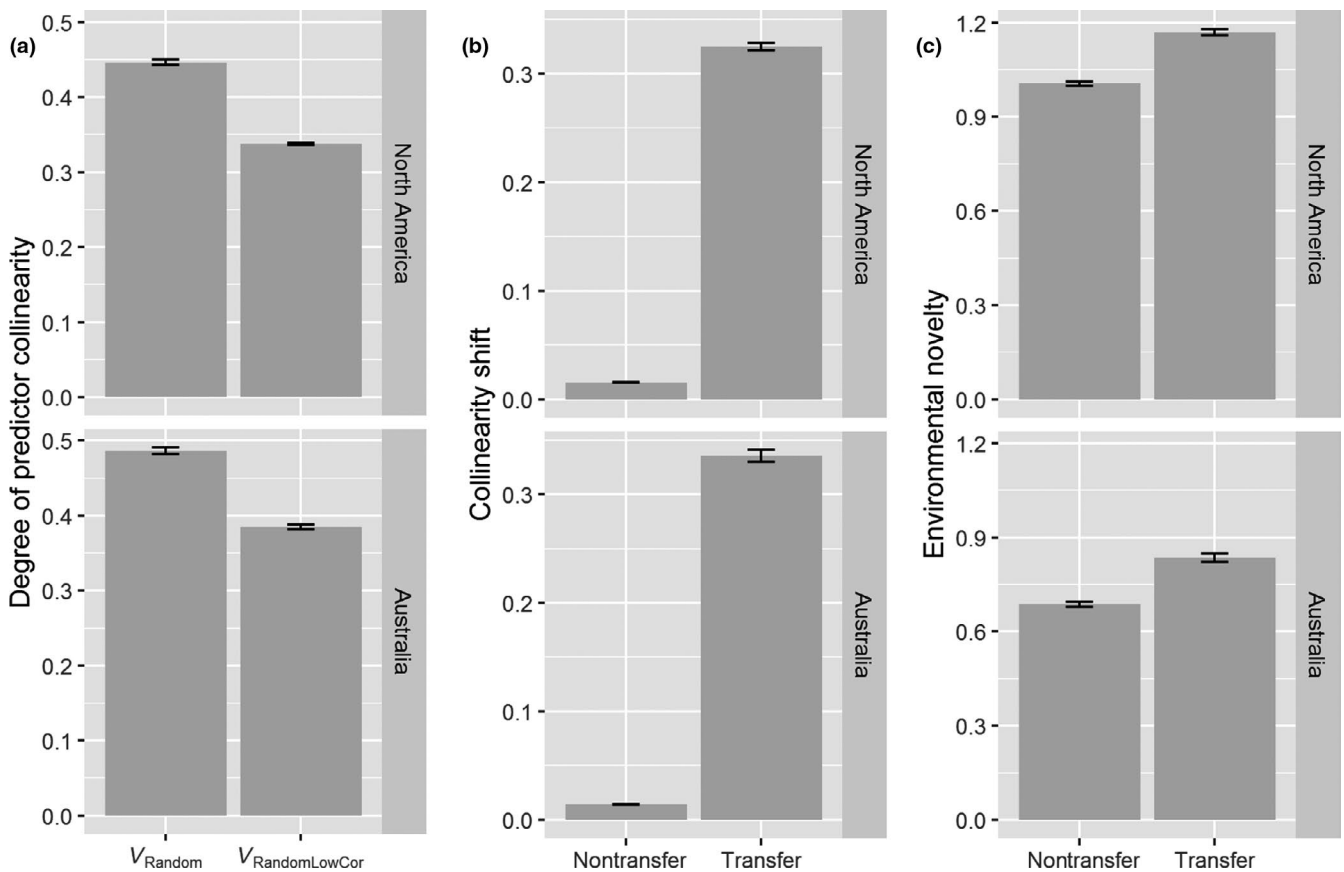 (a)
Degree of predictor collinearity
0.5
0.4
0.3
0.2
0.1
0.0
North America
0.5
0.4
0.3
0.2
0.1
0.0
Australia
VRandom
VRandomLowCor
(b)
Collinearity shift
0.3
0.2
0.1
0.0
North America
0.3
0.2
0.1
0.0
Australia
Nontransfer
Transfer
(c)
Environmental novelty
1.2
0.9
0.6
0.3
0.0
North America
1.2
0.9
0.6
0.3
0.0
Australia
Nontransfer
Transfer